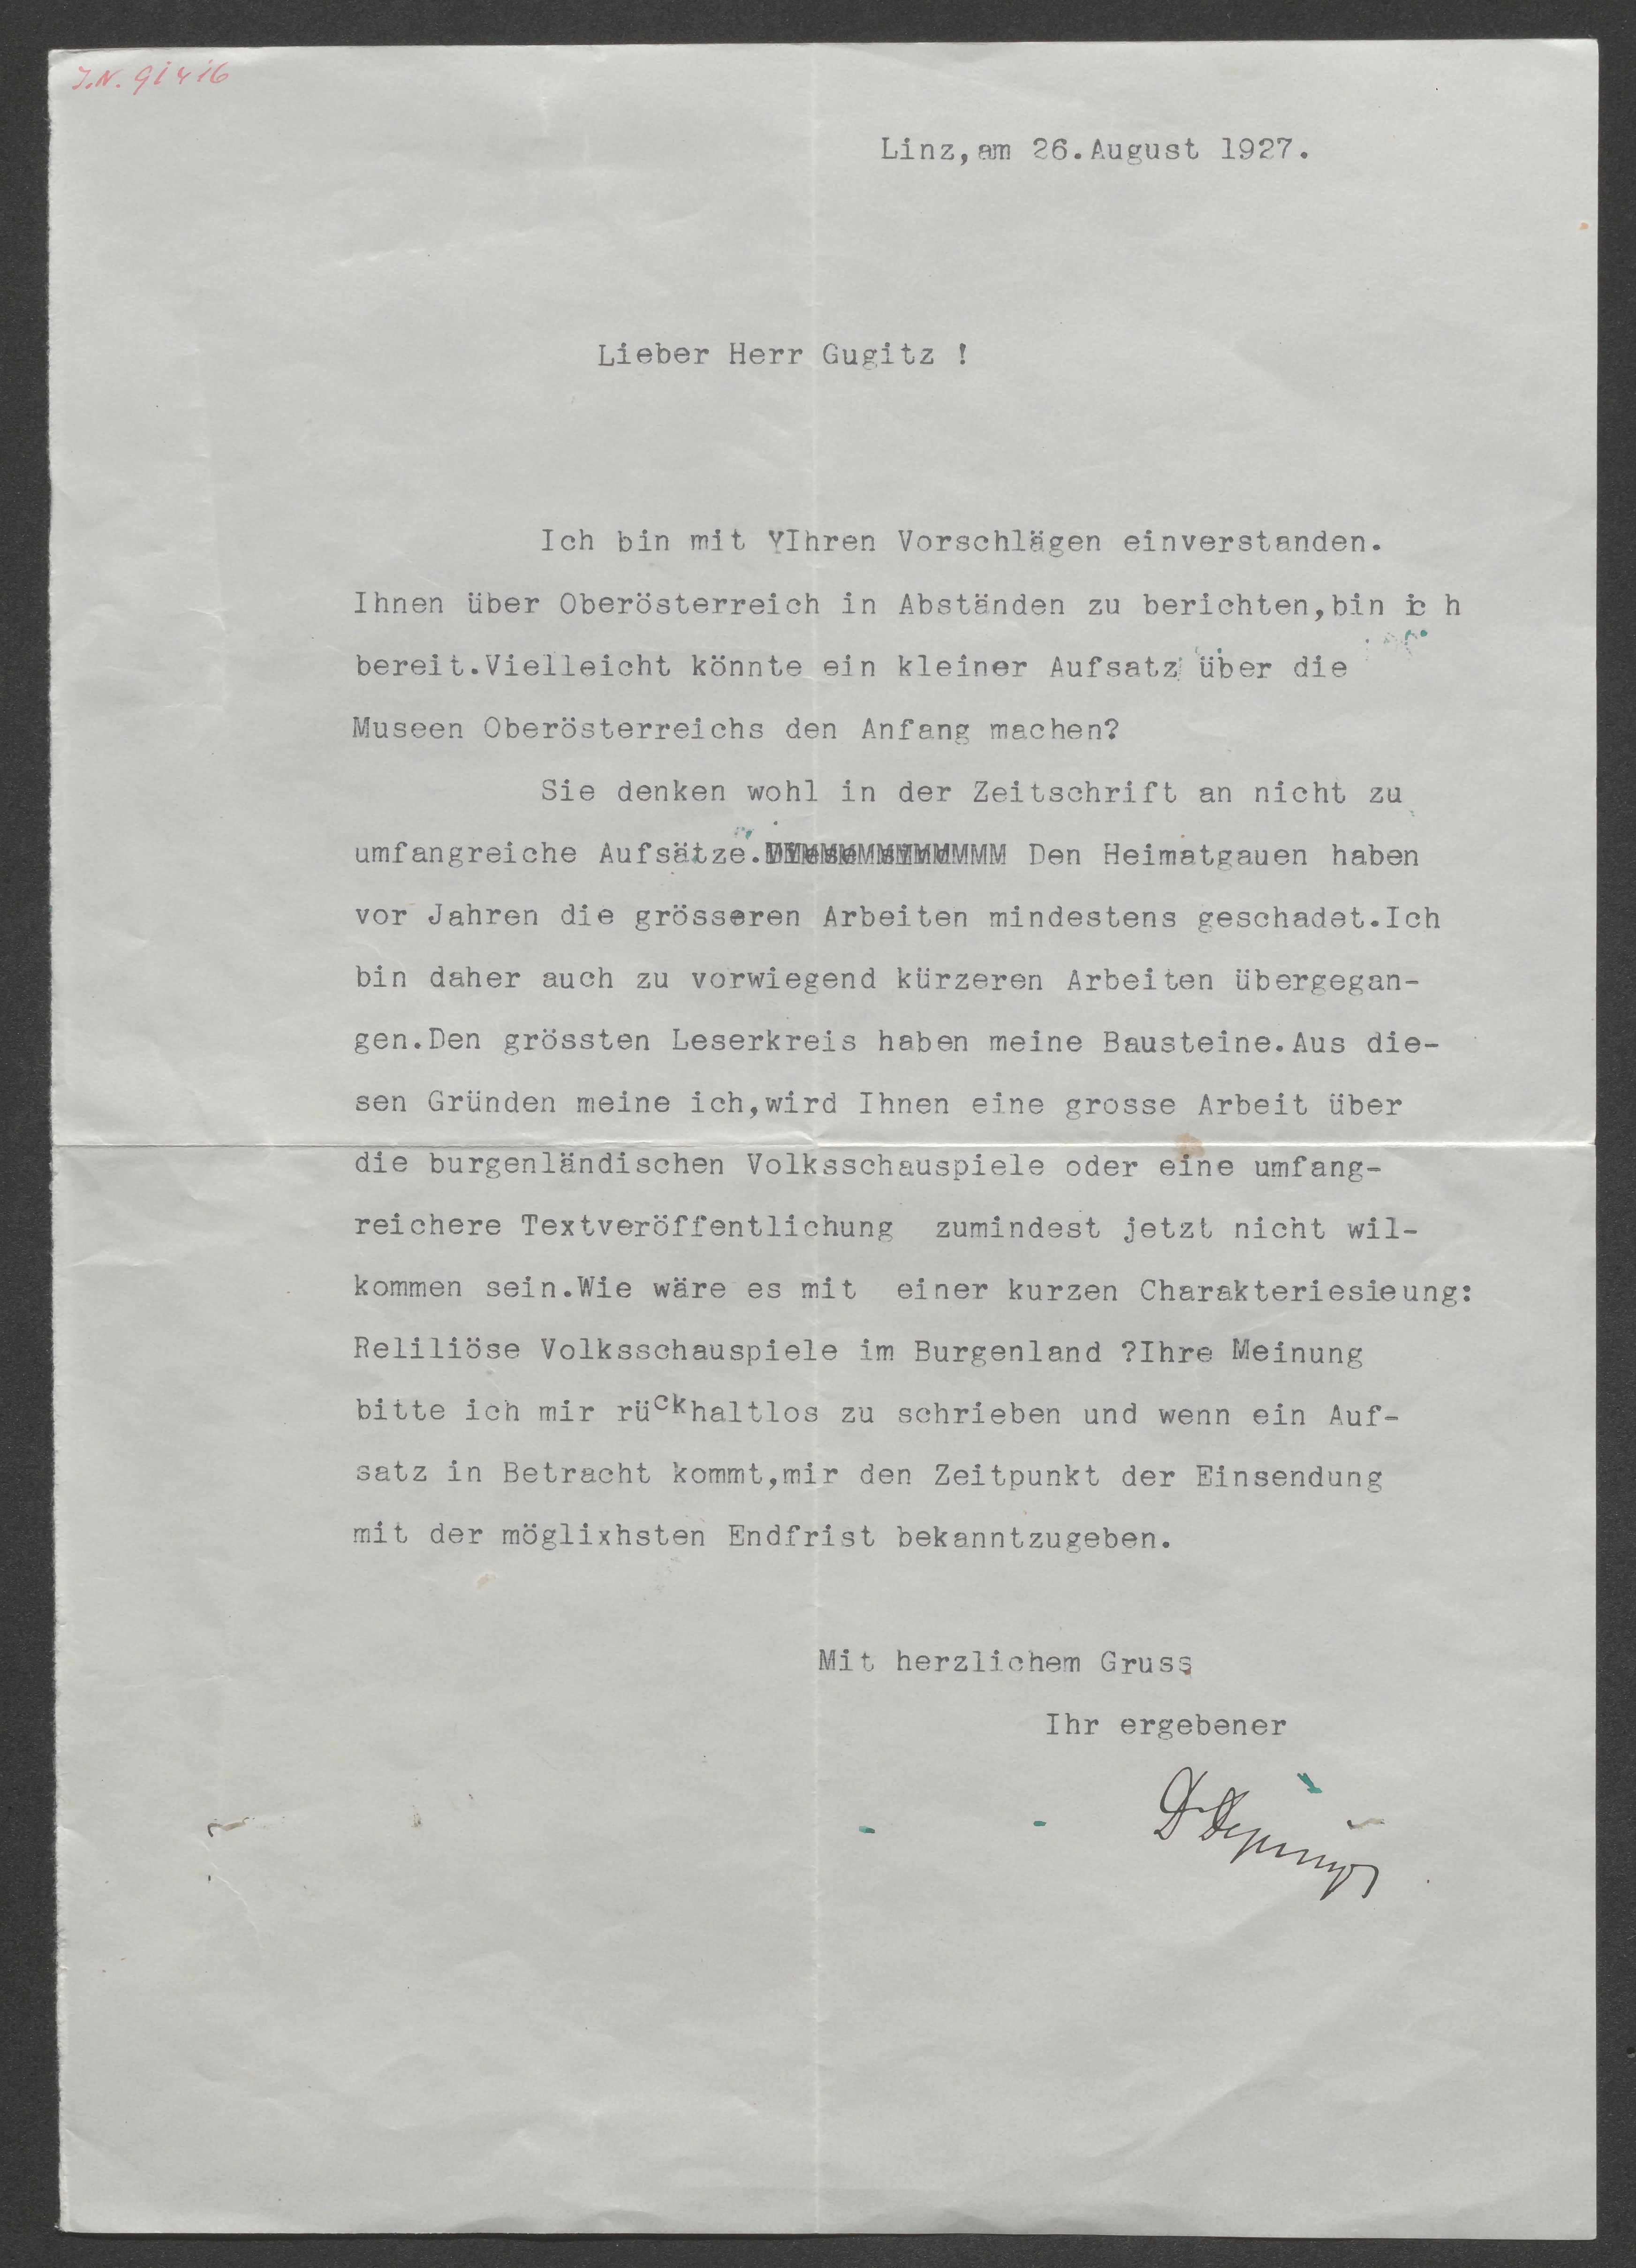 J.N. 91416
Linz,am 26.August 1927.
Lieber Herr Gugitz !
Ich bin mit YIhren Vorschlägen einverstanden.
Ihnen über Oberösterreich in Abständen zu berichten,bin ic h
bereit.Vielleicht könnte ein kleiner Aufsatz über die
Museen Oberösterreichs den Anfang machen?
Sie denken wohl in der Zeitschrift an nicht zu
umfangreiche Aufsätze. Den Heimatgauen haben
vor Jahren die grösseren Arbeiten mindestens geschadet.Ich
bin daher auch zu vorwiegend kürzeren Arbeiten übergegan-
gen.Den grössten Leserkreis haben meine Bausteine.Aus die-
sen Gründen meine ich,wird Ihnen eine grosse Arbeit über
die burgenländischen Volksschauspiele oder eine umfang-
reichere Textveröffentlichung zumindest jetzt nicht wil-
kommen sein.Wie wäre es mit einer kurzen Charakteriesieung:
Reliliöse Volksschauspiele im Burgenland ?Ihre Meinung
bitte ich mir rückhaltlos zu schrieben und wenn ein Auf-
satz in Betracht kommt,mir den Zeitpunkt der Einsendung
mit der möglixhsten Endfrist bekanntzugeben.
Mit herzlichem Gruss
Ihr ergebener